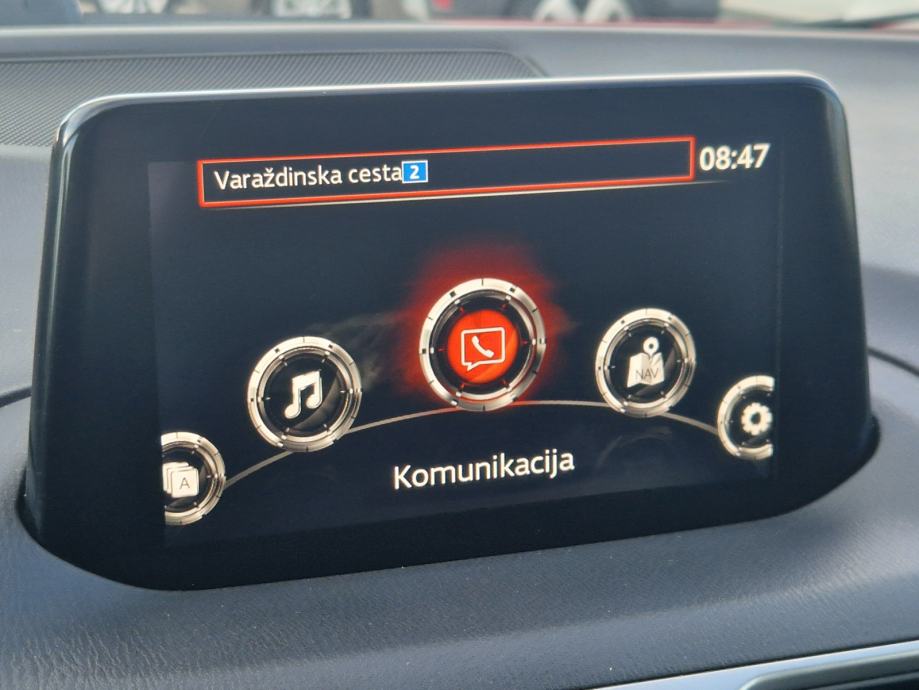 Varaždinska cesta 2
08:47
NAV
A
Komunikacija